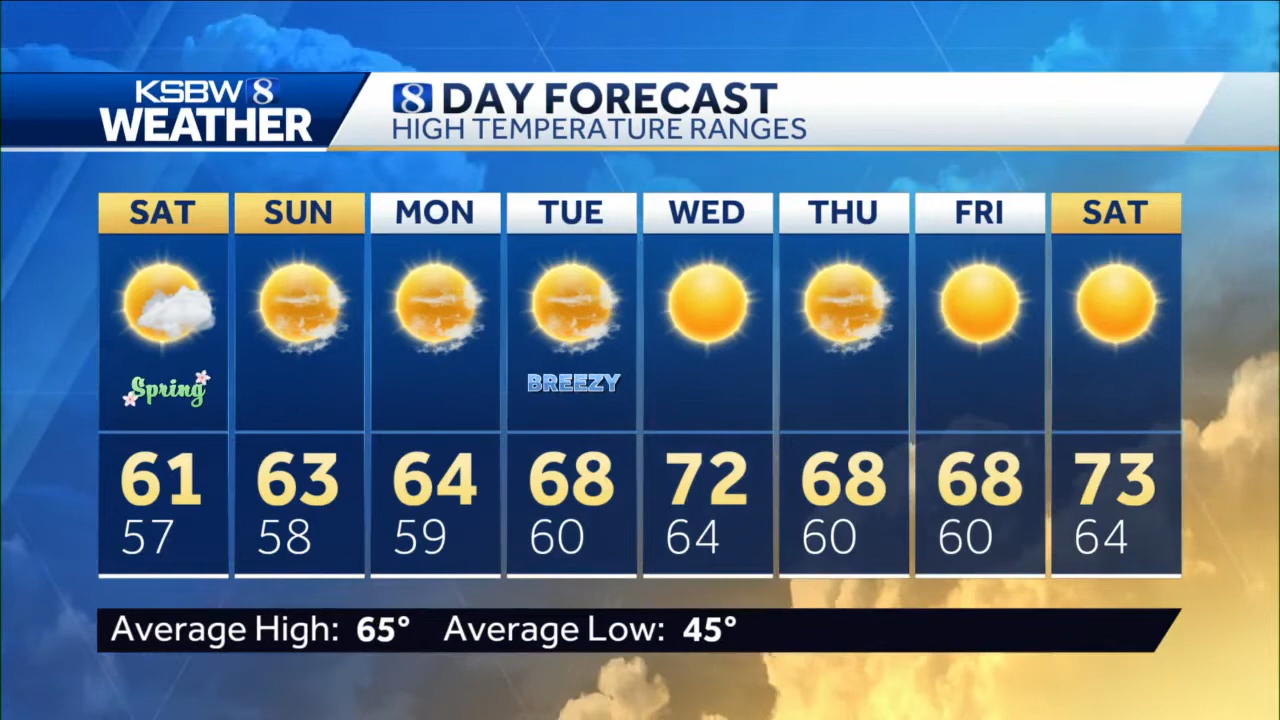 KSBW 8
WEATHER
8 DAY FORECAST
HIGH TEMPERATURE RANGES
SAT SUN MON TUE WED THU FRI SAT
Spring BREEZY
61 63 64 68 72 68 68 73
57 58 59 60 64 60 60 64
Average High: 65° Average Low: 45°